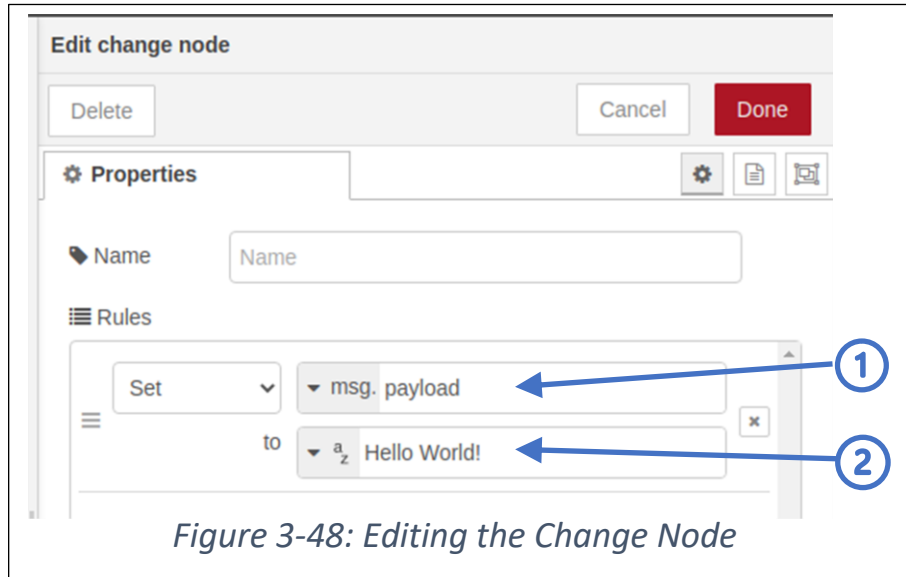 Edit change node
Delete Cancel Done
Properties
Name Name
Rules
Set msg. payload 1
to az Hello World! 2
Figure 3-48: Editing the Change Node